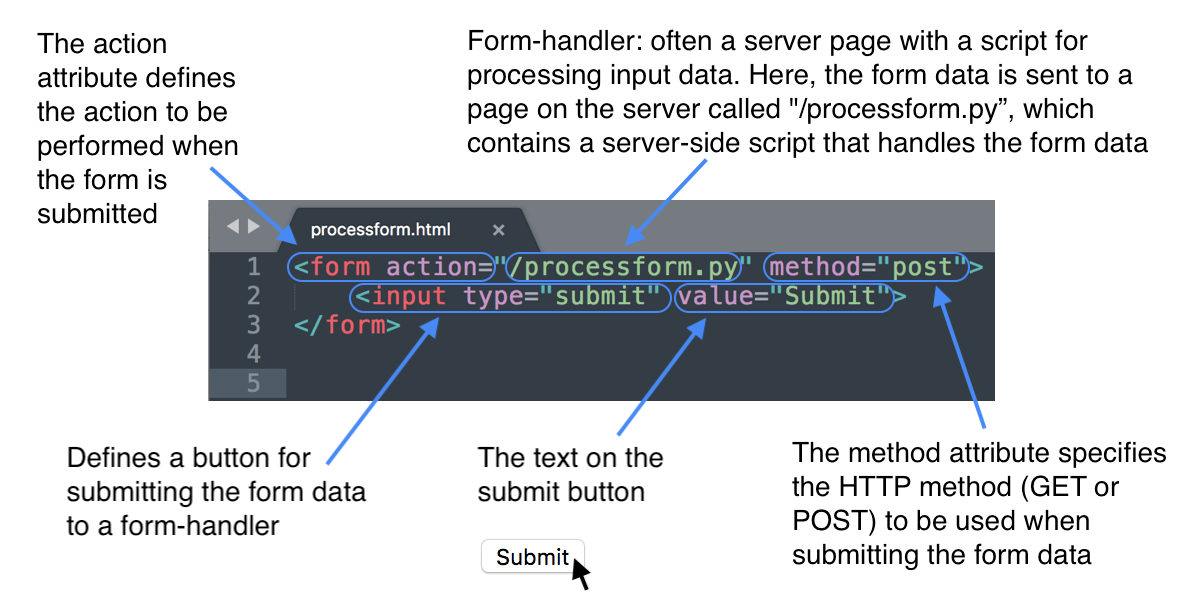 The action
attribute defines
the action to be
performed when
the form is
submitted
Form-handler: often a server page with a script for
processing input data. Here, the form data is sent to a
page on the server called "/processform.py”, which
contains a server-side script that handles the form data
processform.html ×
1 <form action="/processform.py" method="post">
2 <input type="submit" value="Submit">
3 </form>
4
5
Defines a button for
submitting the form data
to a form-handler
The text on the
submit button
Submit
The method attribute specifies
the HTTP method (GET or
POST) to be used when
submitting the form data